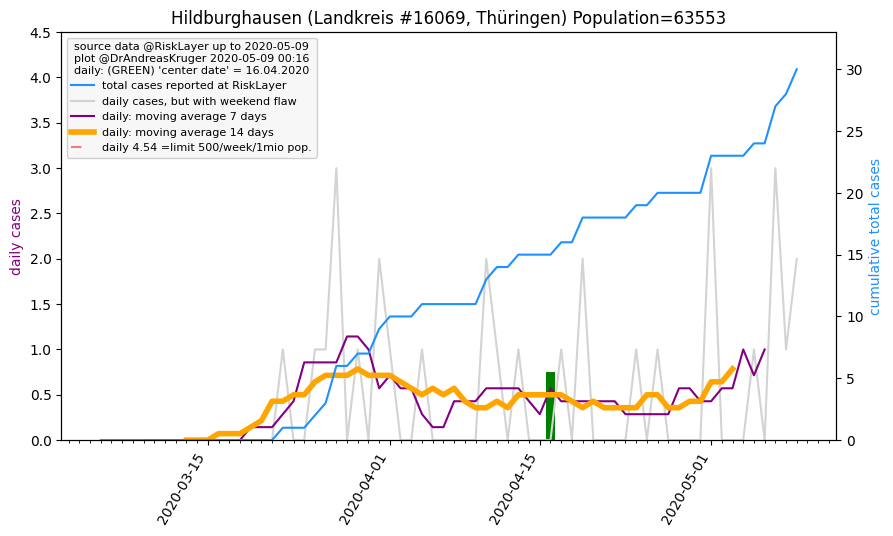 Hildburghausen (Landkreis #16069, Thüringen) Population=63553
source data @RiskLayer up to 2020-05-09
plot @DrAndreasKruger 2020-05-09 00:16
daily: (GREEN) 'center date' = 16.04.2020
total cases reported at RiskLayer
daily cases, but with weekend flaw
daily: moving average 7 days
daily: moving average 14 days
daily 4.54 =limit 500/week/1mio pop.
daily cases
4.5
4.0
3.5
3.0
2.5
2.0
1.5
1.0
0.5
0.0
30
25
20
15
10
5
0
cumulative total cases
2020-03-15
2020-04-01
2020-04-15
2020-05-01